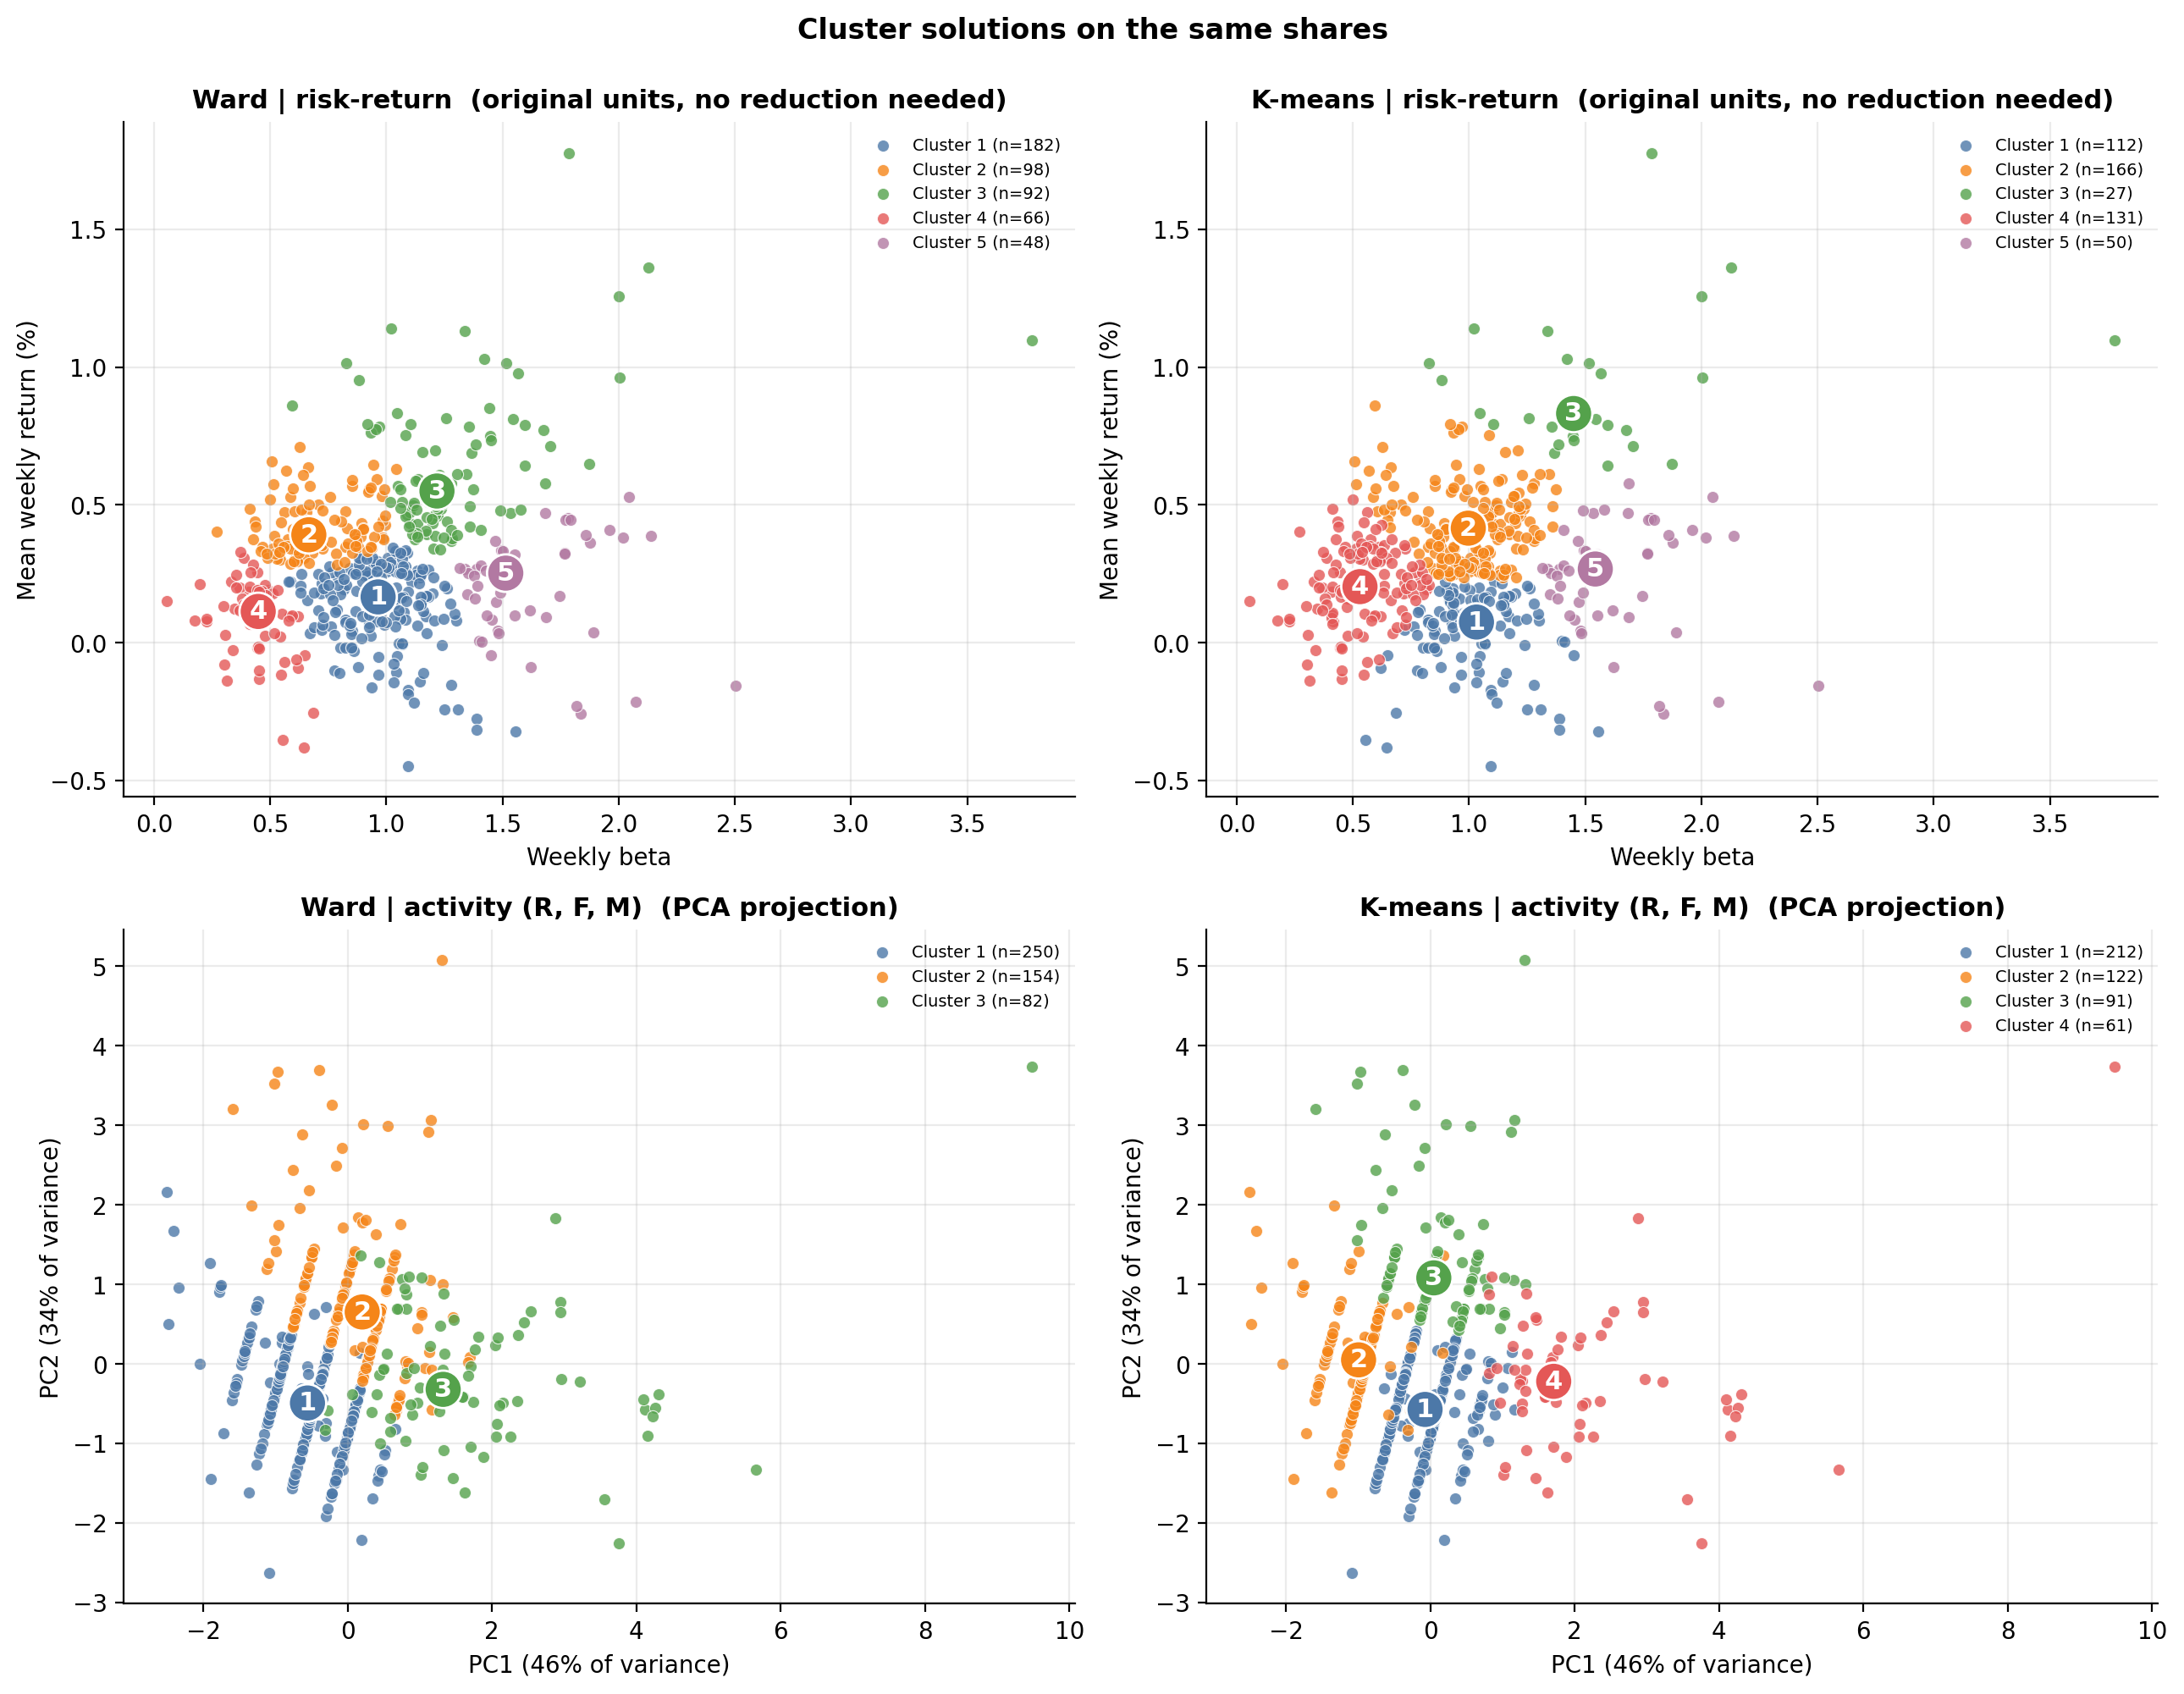 Cluster solutions on the same shares
Ward | risk-return  (original units, no reduction needed)
Cluster 1 (n=182)
Cluster 2 (n=98)
Cluster 3 (n=92)
Cluster 4 (n=66)
Cluster 5 (n=48)
Mean weekly return (%)
1.5
1.0
0.5
0.0
−0.5
3
2
5
1
4
0.0 0.5 1.0 1.5 2.0 2.5 3.0 3.5
Weekly beta
K-means | risk-return  (original units, no reduction needed)
Cluster 1 (n=112)
Cluster 2 (n=166)
Cluster 3 (n=27)
Cluster 4 (n=131)
Cluster 5 (n=50)
Mean weekly return (%)
1.5
1.0
0.5
0.0
−0.5
3
2
5
4
1
0.0 0.5 1.0 1.5 2.0 2.5 3.0 3.5
Weekly beta
Ward | activity (R, F, M)  (PCA projection)
Cluster 1 (n=250)
Cluster 2 (n=154)
Cluster 3 (n=82)
PC2 (34% of variance)
5
4
3
2
1
0
−1
−2
−3
2
3
1
−2 0 2 4 6 8 10
PC1 (46% of variance)
K-means | activity (R, F, M)  (PCA projection)
Cluster 1 (n=212)
Cluster 2 (n=122)
Cluster 3 (n=91)
Cluster 4 (n=61)
PC2 (34% of variance)
5
4
3
2
1
0
−1
−2
−3
3
2
4
1
−2 0 2 4 6 8 10
PC1 (46% of variance)